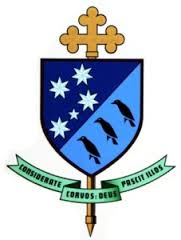 CONSIDERATE
CORVOS: DEUS
PASCIT ILLOS